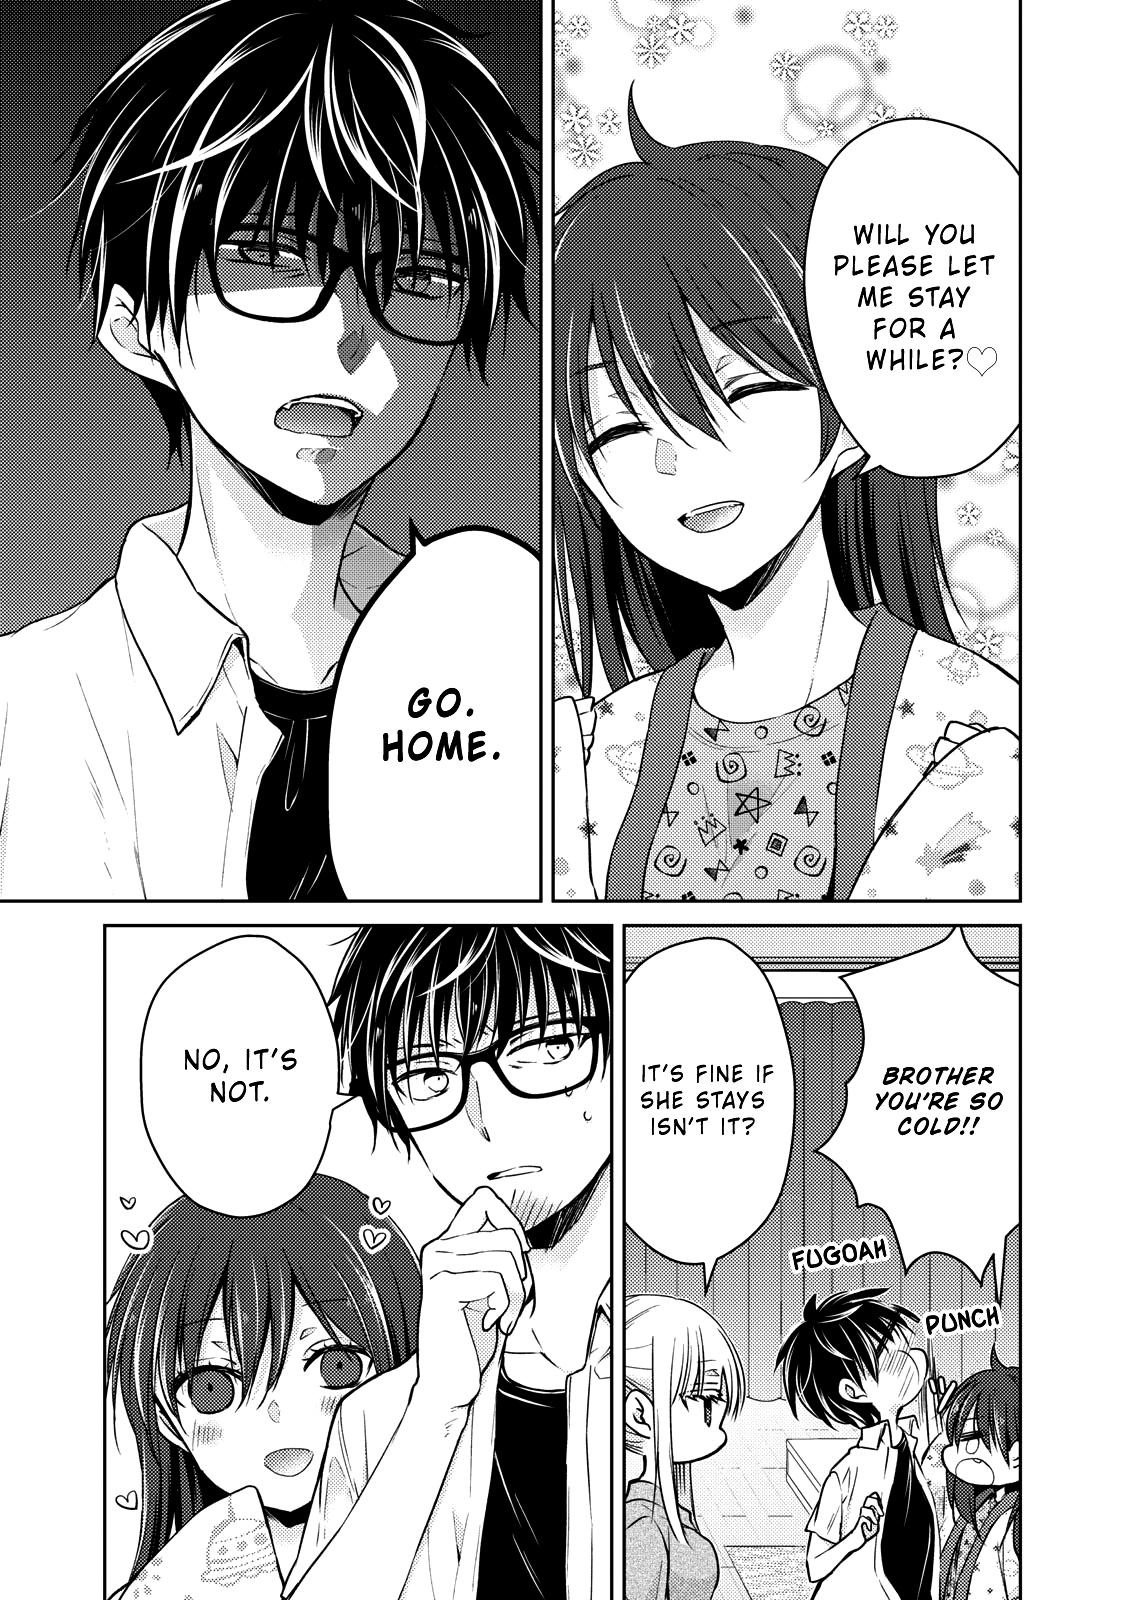 WILL YOU
PLEASE LET
ME STAY
FOR A
WHILE?♡
GO.
HOME.
BROTHER
YOU'RE SO
COLD!!
PUNCH
FUGOAH
IT'S FINE IF
SHE STAYS
ISN'T IT?
NO, IT'S
NOT.